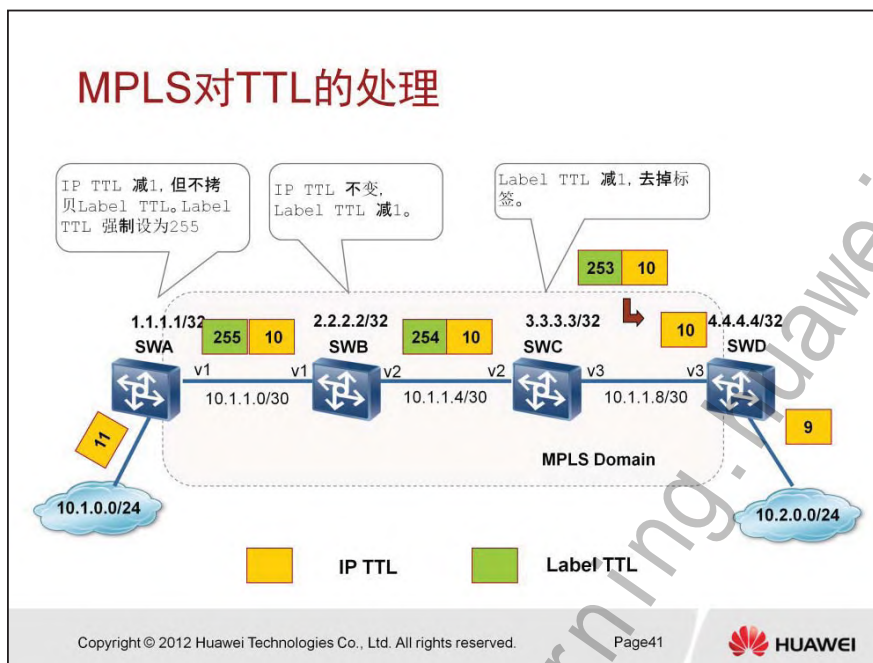 MPLS对TTL的处理
IP TTL 减1,但不拷
贝Label TTL。Label
TTL 强制设为255
IP TTL 不变,
Label TTL 减1。
Label TTL 减1,去掉标
签。
253 10
1.1.1.1/32
SWA
255 10
2.2.2.2/32
SWB
254 10
3.3.3.3/32
SWC
10
4.4.4.4/32
SWD
v1
v1
v2
v2
v3
v3
10.1.1.0/30
10.1.1.4/30
10.1.1.8/30
11
9
MPLS Domain
10.1.0.0/24
10.2.0.0/24
IP TTL
Label TTL
Copyright © 2012 Huawei Technologies Co., Ltd. All rights reserved.
Page41
HUAWEI